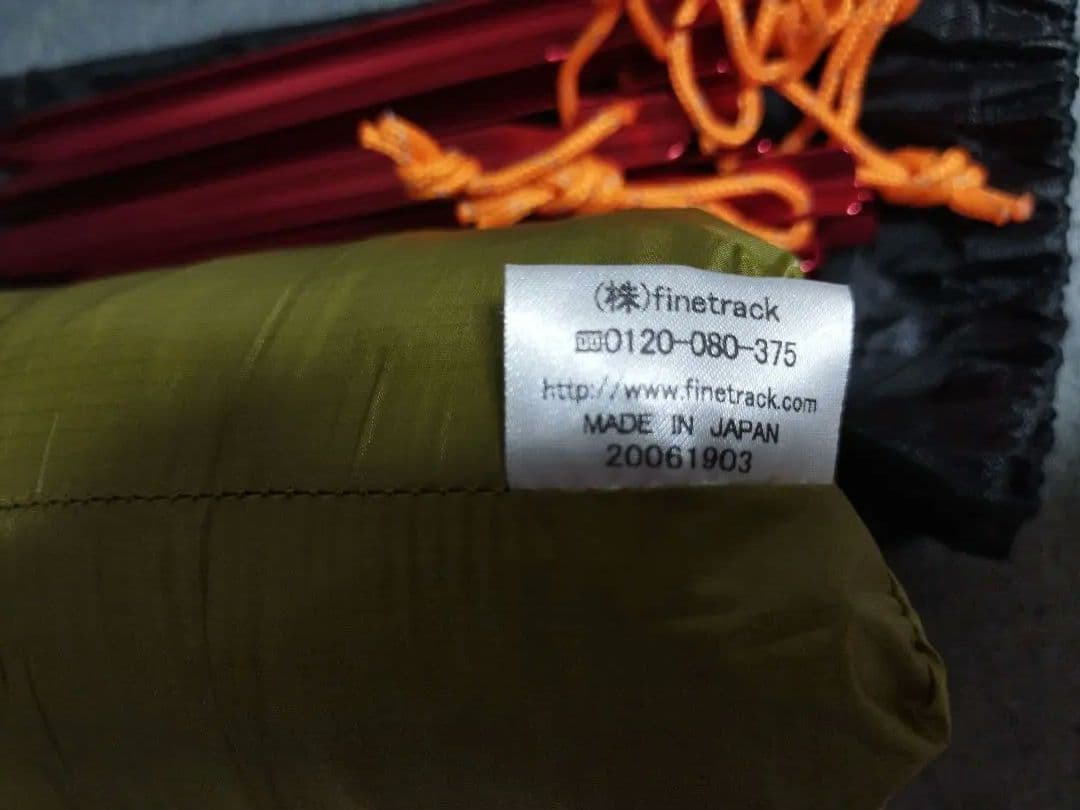 (株)finetrack
0120-080-375
http://www.finetrack.com
MADE IN JAPAN
20061903